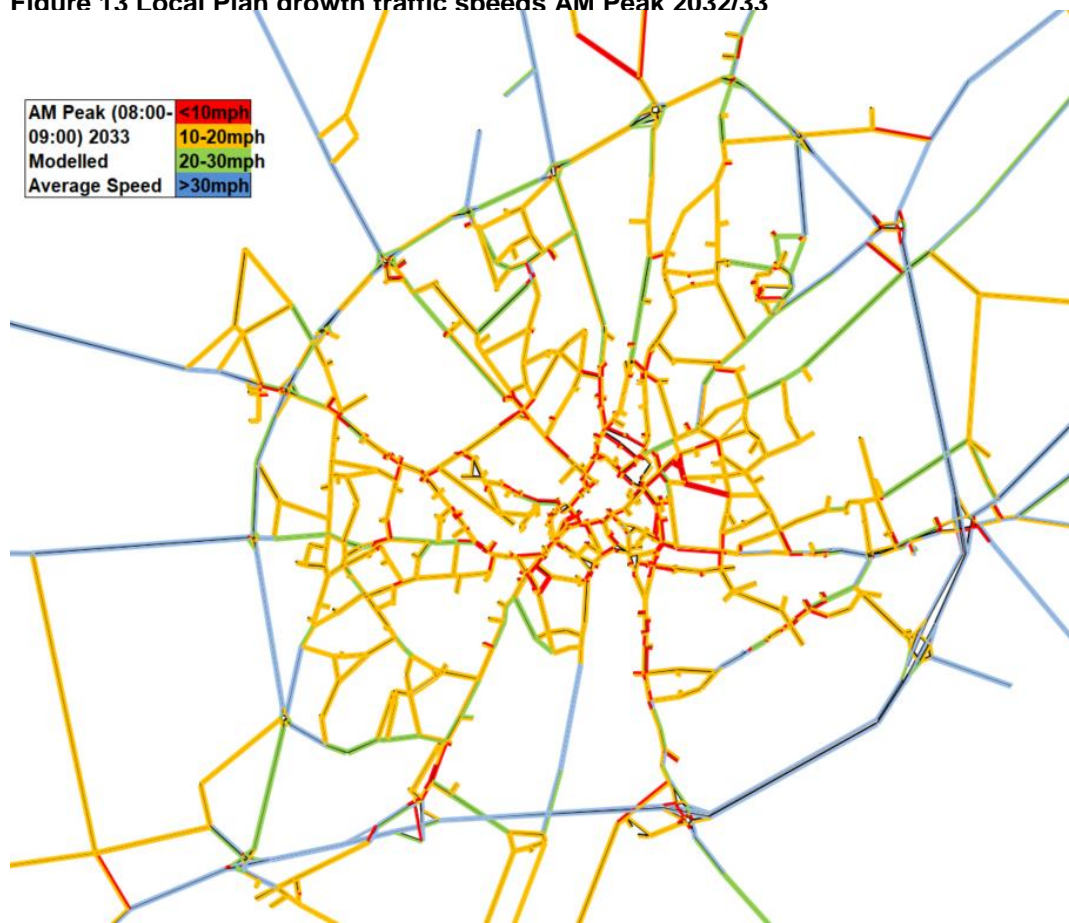 Figure 13 Local Plan growth traffic speeds AM Peak 2032/33
AM Peak (08:00- <10mph
09:00) 2033 10-20mph
Modelled 20-30mph
Average Speed >30mph